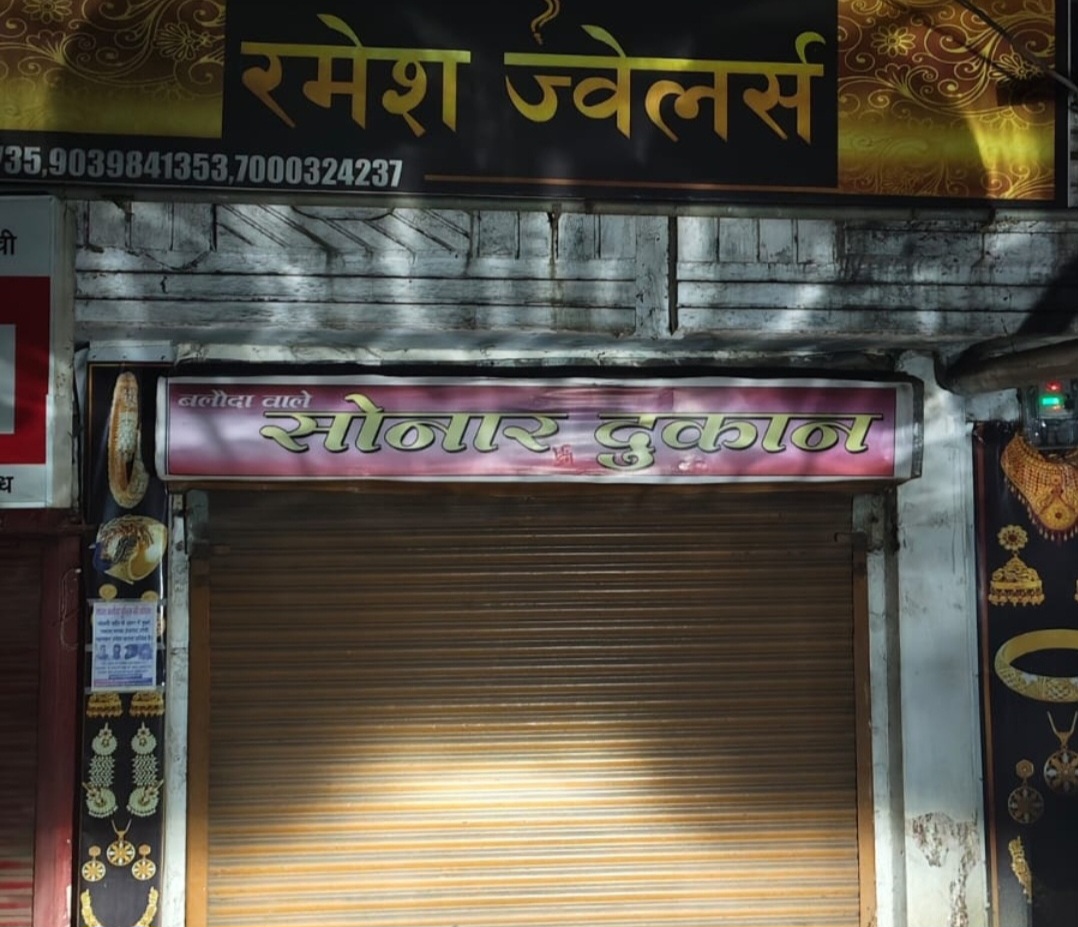 रमेश ज्वेलर्स
735,9039841353,7000324237
बलौदा वाले
सोनार दुकान